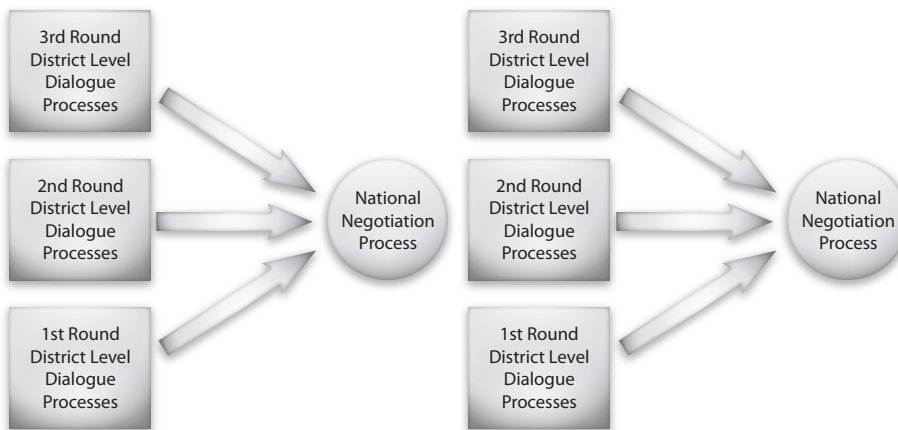 3rd Round
District Level
Dialogue
Processes
2nd Round
District Level
Dialogue
Processes
1st Round
District Level
Dialogue
Processes
National
Negotiation
Process
3rd Round
District Level
Dialogue
Processes
2nd Round
District Level
Dialogue
Processes
1st Round
District Level
Dialogue
Processes
National
Negotiation
Process